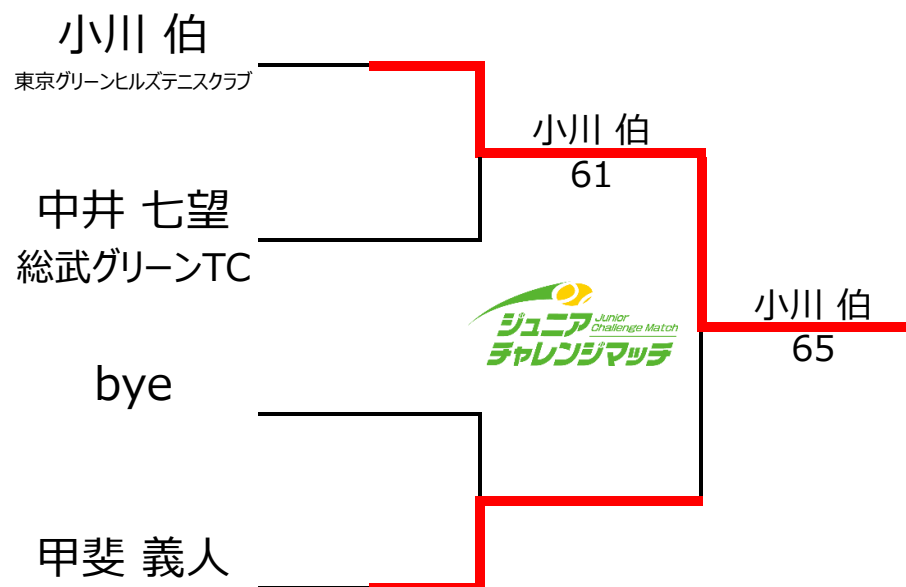 小川 伯
東京グリーンヒルズテニスクラブ
小川 伯
61
中井 七望
総武グリーンTC
ジュニア Junior Challenge Match
チャレンジマッチ
小川 伯
65
bye
甲斐 義人